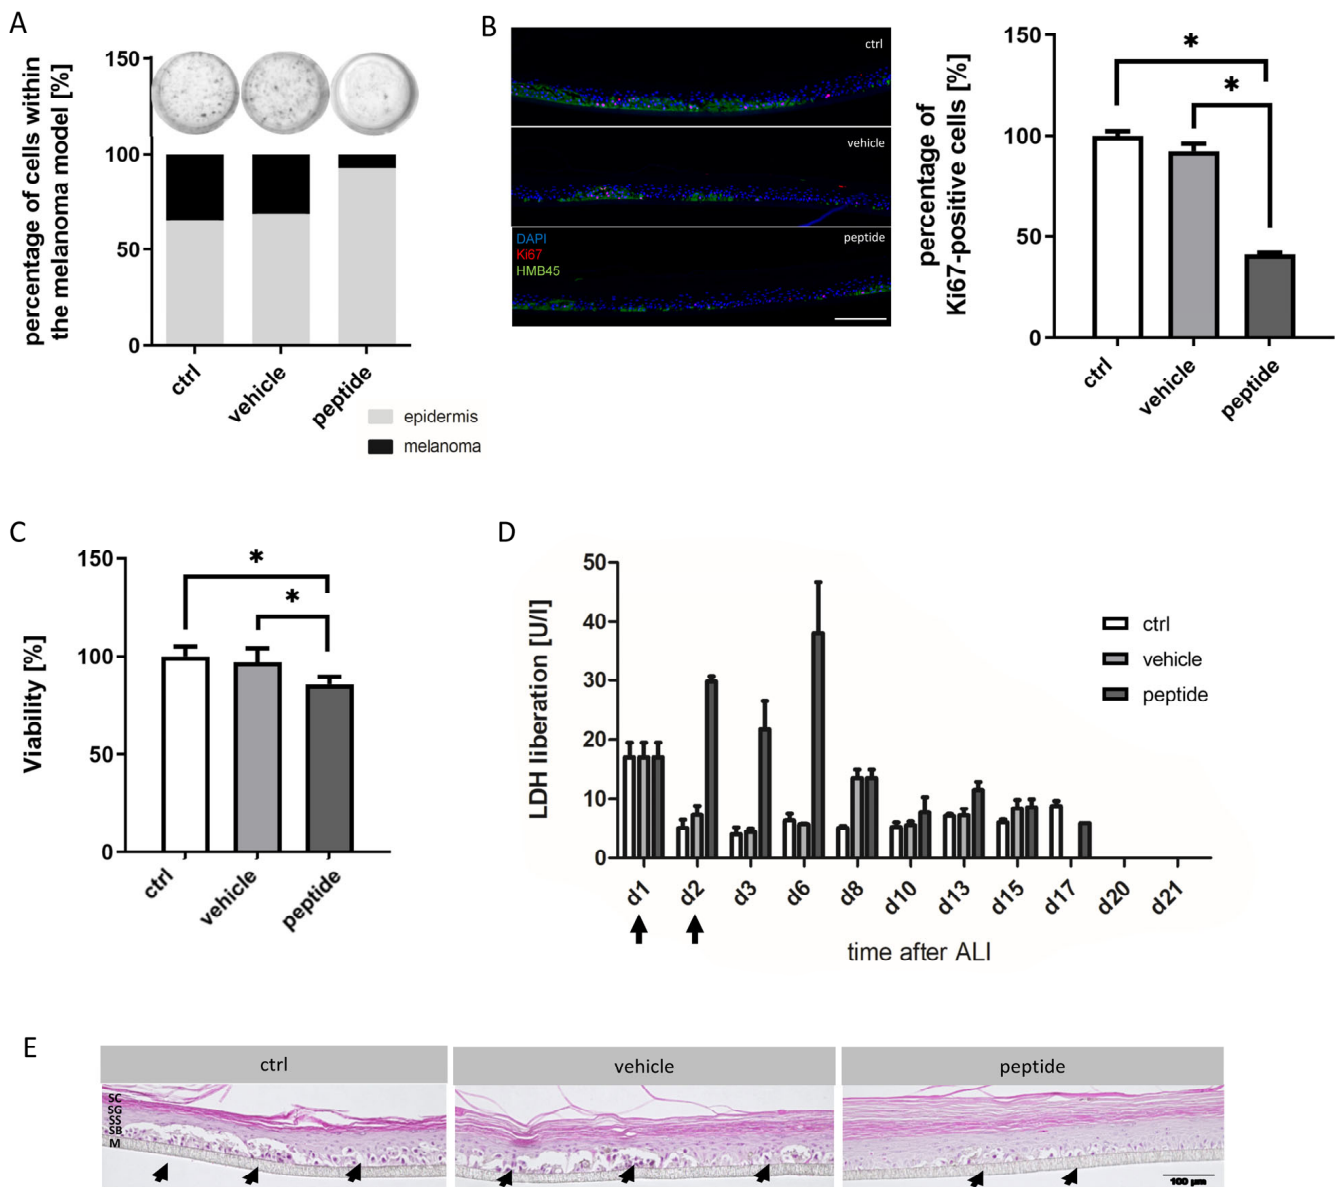 A
percentage of cells within
the melanoma model [%]
150
100
50
0
ctrl
vehicle
peptide
epidermis
melanoma
B
ctrl
vehicle
peptide
DAPI
Ki67
HMB45
percentage of
Ki67-positive cells [%]
150
100
50
0
*
*
ctrl
vehicle
peptide
C
Viability [%]
150
100
50
0
*
*
ctrl
vehicle
peptide
D
LDH liberation [U/l]
50
40
30
20
10
0
d1
d2
d3
d6
d8
d10
d13
d15
d17
d20
d21
time after ALI
ctrl
vehicle
peptide
E
ctrl
vehicle
peptide
SC
SG
SS
SB
M
100 µm